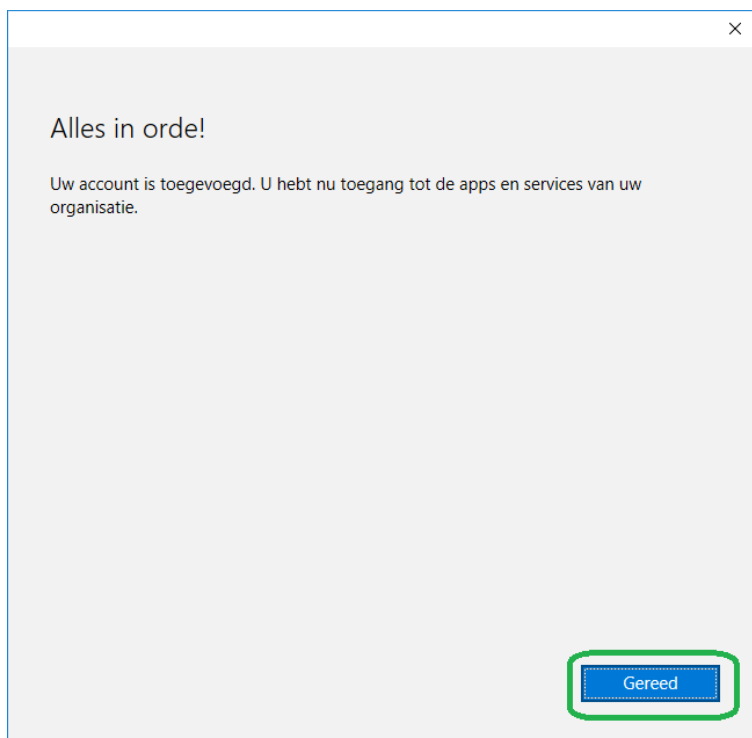 Alles in orde!
Uw account is toegevoegd. U hebt nu toegang tot de apps en services van uw
organisatie.
Gereed